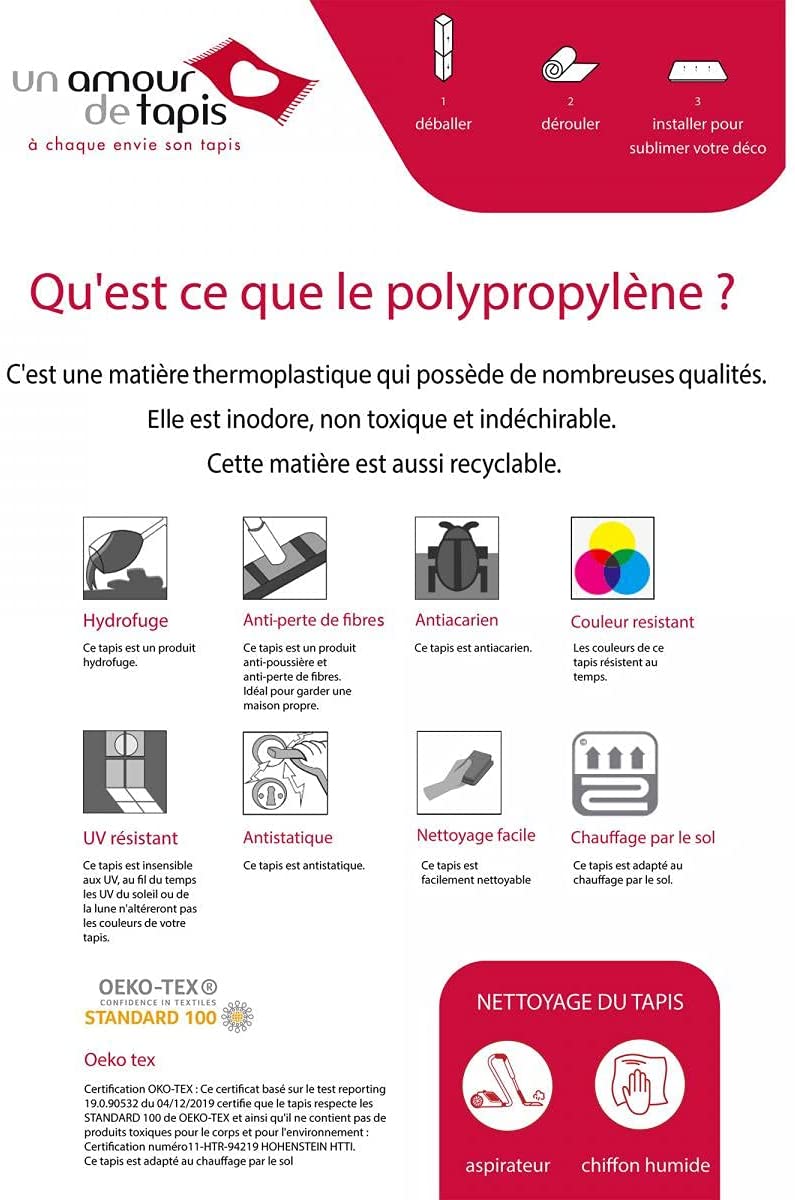 un amour
de tapis
à chaque envie son tapis
1
déballer
2
dérouler
3
installer pour
sublimer votre déco
Qu'est ce que le polypropylène ?
C'est une matière thermoplastique qui possède de nombreuses qualités.
Elle est inodore, non toxique et indéchirable.
Cette matière est aussi recyclable.
Hydrofuge
Ce tapis est un produit
hydrofuge.
Anti-perte de fibres
Ce tapis est un produit
anti-poussière et
anti-perte de fibres.
Idéal pour garder une
maison propre.
Antiacarien
Ce tapis est antiacarien.
Couleur resistant
Les couleurs de ce
tapis résistent au
temps.
UV résistant
Ce tapis est insensible
aux UV, au fil du temps
les UV du soleil ou de
la lune n'altéreront pas
les couleurs de votre
tapis.
Antistatique
Ce tapis est antistatique.
Nettoyage facile
Ce tapis est
facilement nettoyable
©
Chauffage par le sol
Ce tapis est adapté au
chauffage par le sol.
OEKO-TEX®
CONFIDENCE IN TEXTILES
STANDARD 100
Oeko tex
Certification OKO-TEX : Ce certificat basé sur le test reporting
19.0.90532 du 04/12/2019 certifie que le tapis respecte les
STANDARD 100 de OEKO-TEX et ainsi qu'il ne contient pas de
produits toxiques pour le corps et pour l'environnement :
Certification numéro11-HTR-94219 HOHENSTEIN HTTI.
Ce tapis est adapté au chauffage par le sol
NETTOYAGE DU TAPIS
aspirateur
chiffon humide